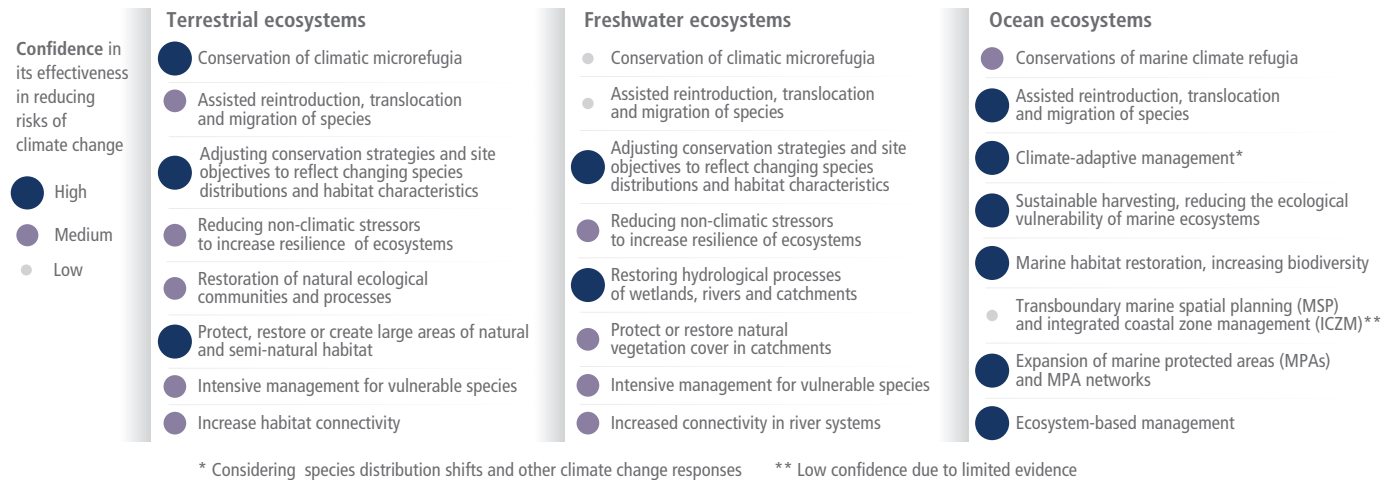 Confidence in
its effectiveness
in reducing
risks of
climate change
High
Medium
Low
Terrestrial ecosystems
Conservation of climatic microrefugia
Assisted reintroduction, translocation
and migration of species
Adjusting conservation strategies and site
objectives to reflect changing species
distributions and habitat characteristics
Reducing non-climatic stressors
to increase resilience of ecosystems
Restoration of natural ecological
communities and processes
Protect, restore or create large areas of natural
and semi-natural habitat
Intensive management for vulnerable species
Increase habitat connectivity
Freshwater ecosystems
Conservation of climatic microrefugia
Assisted reintroduction, translocation
and migration of species
Adjusting conservation strategies and site
objectives to reflect changing species
distributions and habitat characteristics
Reducing non-climatic stressors
to increase resilience of ecosystems
Restoring hydrological processes
of wetlands, rivers and catchments
Protect or restore natural
vegetation cover in catchments
Intensive management for vulnerable species
Increased connectivity in river systems
Ocean ecosystems
Conservations of marine climate refugia
Assisted reintroduction, translocation
and migration of species
Climate-adaptive management*
Sustainable harvesting, reducing the ecological
vulnerability of marine ecosystems
Marine habitat restoration, increasing biodiversity
Transboundary marine spatial planning (MSP)
and integrated coastal zone management (ICZM)**
Expansion of marine protected areas (MPAs)
and MPA networks
Ecosystem-based management
* Considering species distribution shifts and other climate change responses
** Low confidence due to limited evidence